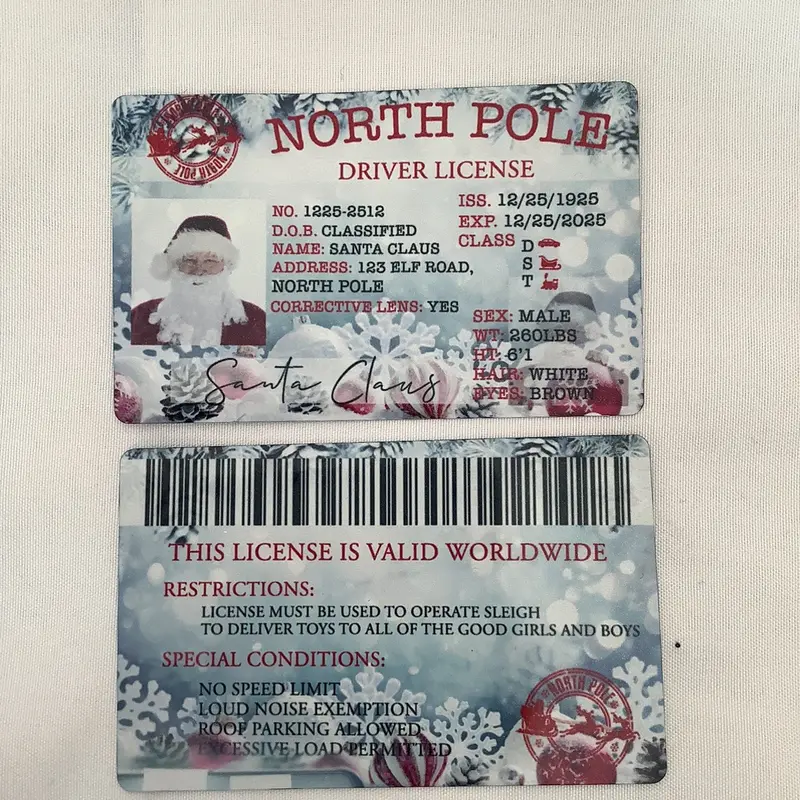 NORTH POLE
DRIVER LICENSE
NO. 1225-2512
D.O.B. CLASSIFIED
NAME: SANTA CLAUS
ADDRESS: 123 ELF ROAD,
NORTH POLE
CORRECTIVE LENS: YES
ISS. 12/25/1925
EXP. 12/25/2025
CLASS D
S
T
SEX: MALE
WT: 260LBS
HT: 6'1
HAIR: WHITE
EYES: BROWN
Santa Claus
NORTH POLE
THIS LICENSE IS VALID WORLDWIDE
RESTRICTIONS:
LICENSE MUST BE USED TO OPERATE SLEIGH
TO DELIVER TOYS TO ALL OF THE GOOD GIRLS AND BOYS
SPECIAL CONDITIONS:
NO SPEED LIMIT
LOUD NOISE EXEMPTION
ROOF PARKING ALLOWED
EXCESSIVE LOAD PERMITTED
NORTH POLE